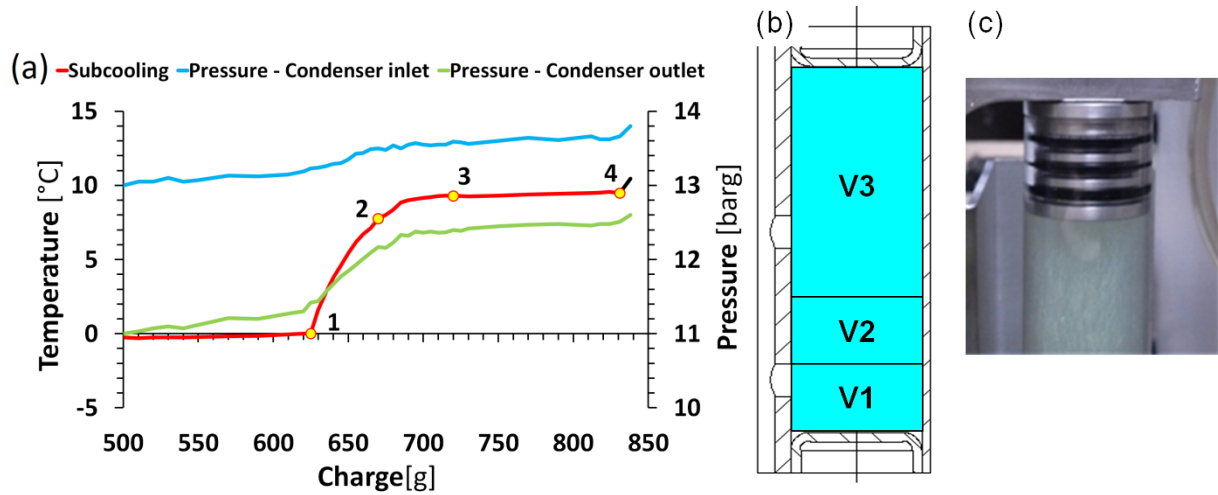 (a)
Subcooling Pressure - Condenser inlet Pressure - Condenser outlet
15
10
5
0
-5
Temperature [°C]
14
13
12
11
10
Pressure [barg]
1
2
3
4
500 550 600 650 700 750 800 850
Charge[g]
(b)
V3
V2
V1
(c)